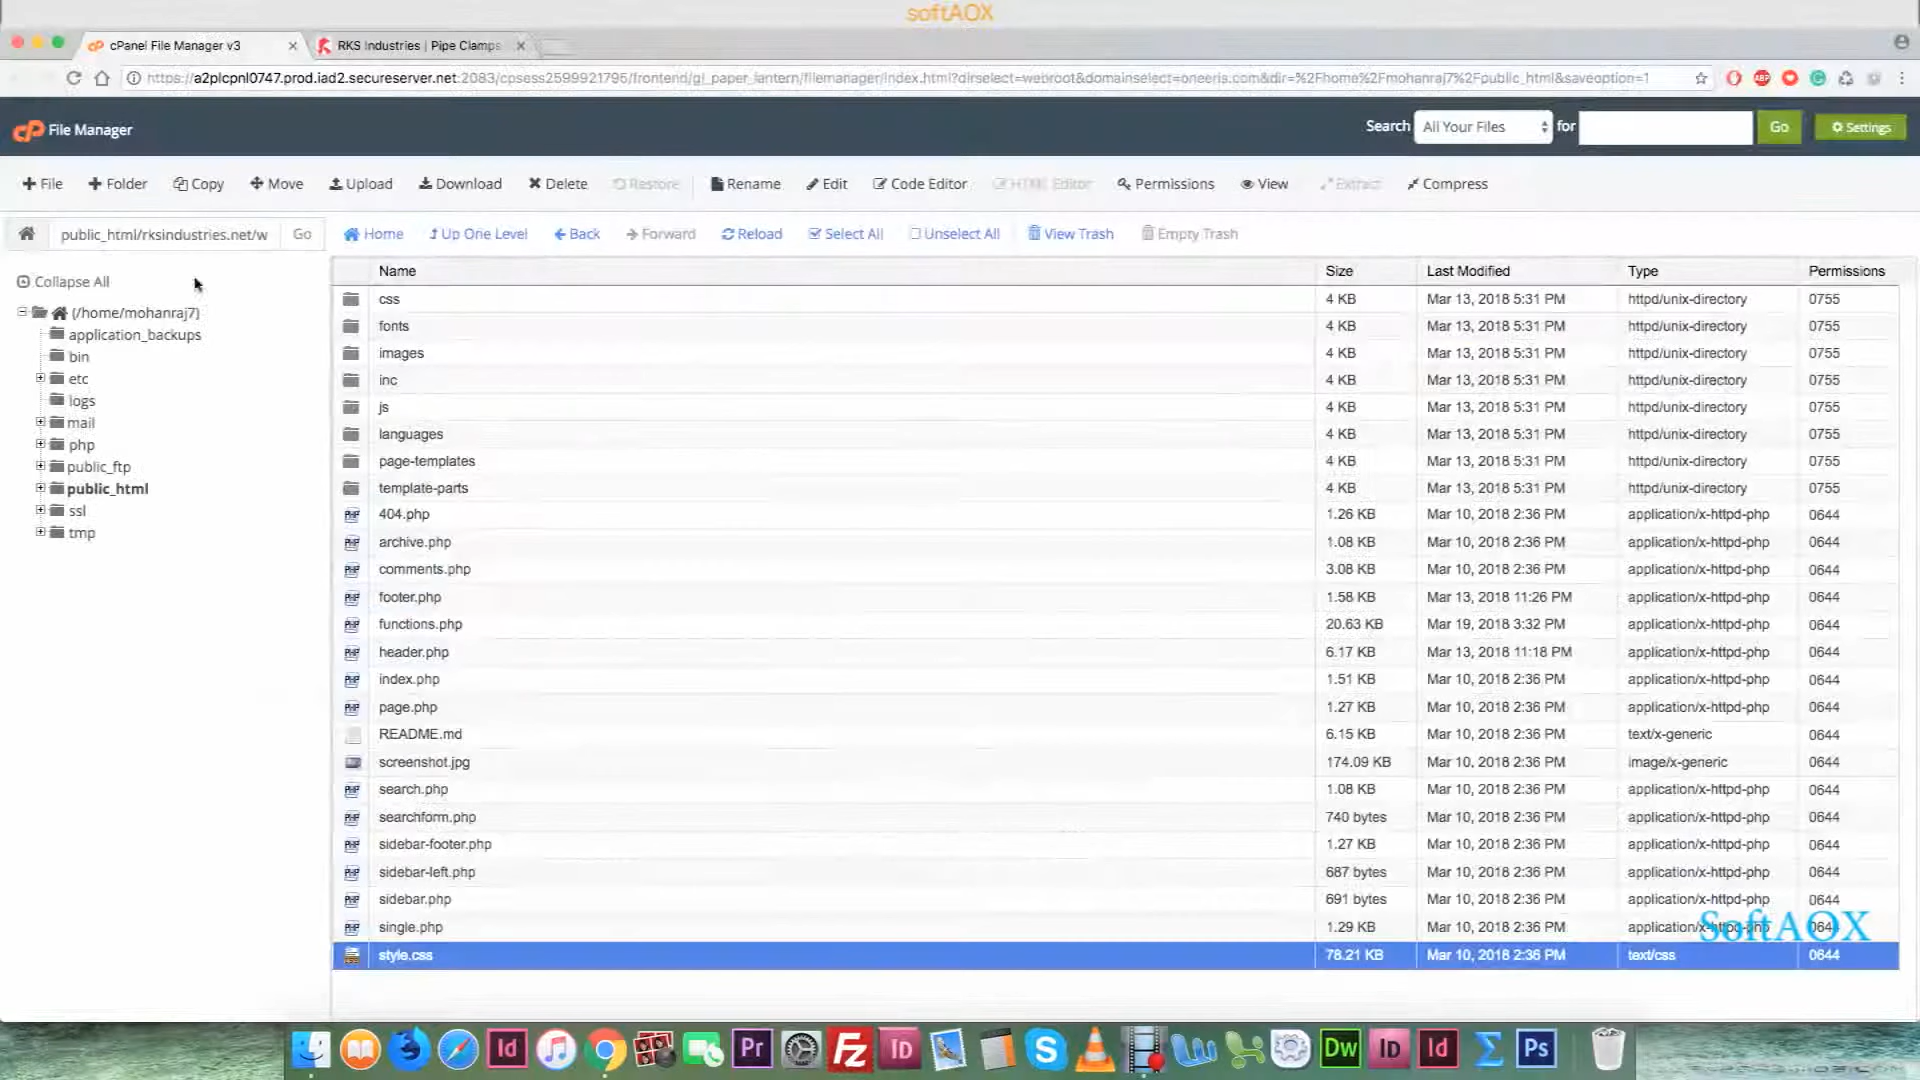 softAOX
cPanel File Manager v3
RKS Industries | Pipe Clamps
https://a2plcpnl0747.prod.iad2.secureserver.net:2083/cpsess2599921795/frontend/gl_paper_lantern/filemanager/index.html?dirselect=webroot&domainselect=oneeris.com&dir=%2Fhome%2Fmohanraj7%2Fpublic_html&saveoption=1
ABP
cP File Manager
Search All Your Files for Go Settings
File Folder Copy Move Upload Download Delete Restore Rename Edit Code Editor HTML Editor Permissions View Extract Compress
public_html/rksindustries.net/w Go Home Up One Level Back Forward Reload Select All Unselect All View Trash Empty Trash
Collapse All
(/home/mohanraj7)
application_backups
bin
etc
logs
mail
php
public_ftp
public_html
ssl
tmp
Name Size Last Modified Type Permissions
css 4 KB Mar 13, 2018 5:31 PM httpd/unix-directory 0755
fonts 4 KB Mar 13, 2018 5:31 PM httpd/unix-directory 0755
images 4 KB Mar 13, 2018 5:31 PM httpd/unix-directory 0755
inc 4 KB Mar 13, 2018 5:31 PM httpd/unix-directory 0755
js 4 KB Mar 13, 2018 5:31 PM httpd/unix-directory 0755
languages 4 KB Mar 13, 2018 5:31 PM httpd/unix-directory 0755
page-templates 4 KB Mar 13, 2018 5:31 PM httpd/unix-directory 0755
template-parts 4 KB Mar 13, 2018 5:31 PM httpd/unix-directory 0755
404.php 1.26 KB Mar 10, 2018 2:36 PM application/x-httpd-php 0644
archive.php 1.08 KB Mar 10, 2018 2:36 PM application/x-httpd-php 0644
comments.php 3.08 KB Mar 10, 2018 2:36 PM application/x-httpd-php 0644
footer.php 1.58 KB Mar 13, 2018 11:26 PM application/x-httpd-php 0644
functions.php 20.63 KB Mar 19, 2018 3:32 PM application/x-httpd-php 0644
header.php 6.17 KB Mar 13, 2018 11:18 PM application/x-httpd-php 0644
index.php 1.51 KB Mar 10, 2018 2:36 PM application/x-httpd-php 0644
page.php 1.27 KB Mar 10, 2018 2:36 PM application/x-httpd-php 0644
README.md 6.15 KB Mar 10, 2018 2:36 PM text/x-generic 0644
screenshot.jpg 174.09 KB Mar 10, 2018 2:36 PM image/x-generic 0644
search.php 1.08 KB Mar 10, 2018 2:36 PM application/x-httpd-php 0644
searchform.php 740 bytes Mar 10, 2018 2:36 PM application/x-httpd-php 0644
sidebar-footer.php 1.27 KB Mar 10, 2018 2:36 PM application/x-httpd-php 0644
sidebar-left.php 687 bytes Mar 10, 2018 2:36 PM application/x-httpd-php 0644
sidebar.php 691 bytes Mar 10, 2018 2:36 PM application/x-httpd-php 0644
single.php 1.29 KB Mar 10, 2018 2:36 PM application/x-httpd-php 0644
SoftAOX
style.css 78.21 KB Mar 10, 2018 2:36 PM text/css 0644
Id Pr Fz ID S Dw ID Id Σ Ps